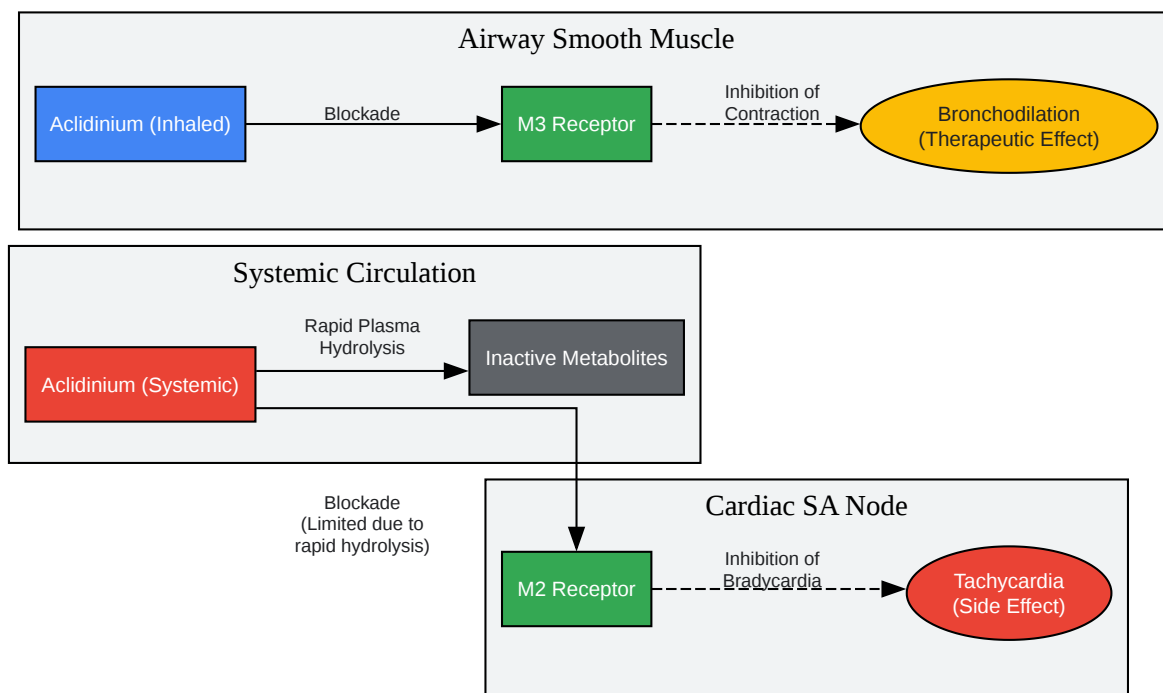 Airway Smooth Muscle
Aclidinium (Inhaled)
Blockade
M3 Receptor
Inhibition of
Contraction
Bronchodilation
(Therapeutic Effect)
Systemic Circulation
Aclidinium (Systemic)
Rapid Plasma
Hydrolysis
Inactive Metabolites
Blockade
(Limited due to
rapid hydrolysis)
Cardiac SA Node
M2 Receptor
Inhibition of
Bradycardia
Tachycardia
(Side Effect)